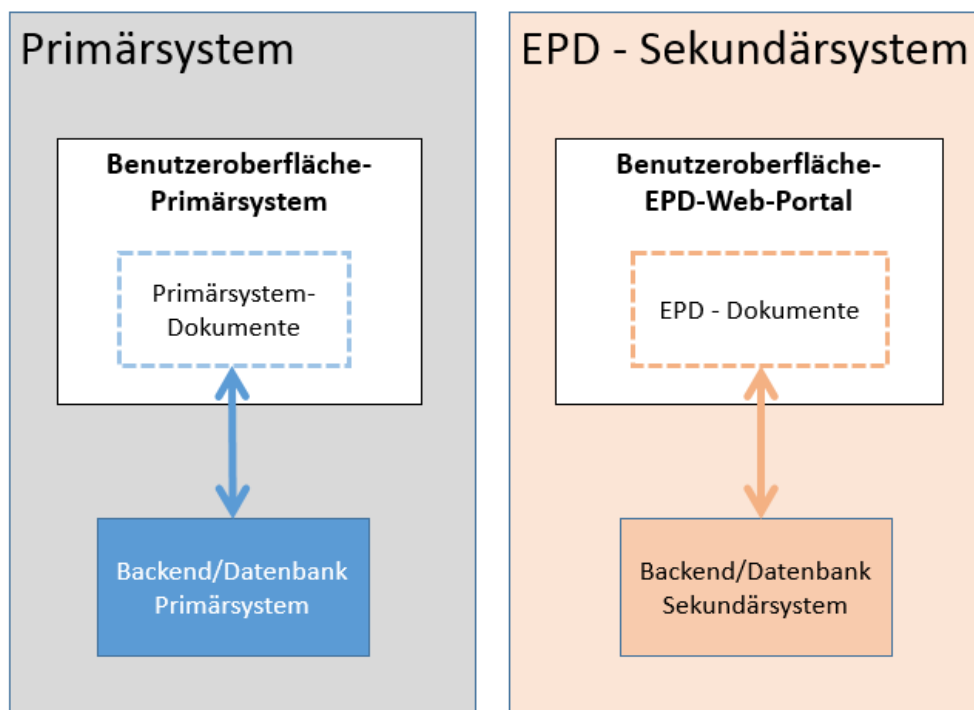 Primärsystem
Benutzeroberfläche-
Primärsystem
Primärsystem-
Dokumente
Backend/Datenbank
Primärsystem
EPD - Sekundärsystem
Benutzeroberfläche-
EPD-Web-Portal
EPD - Dokumente
Backend/Datenbank
Sekundärsystem